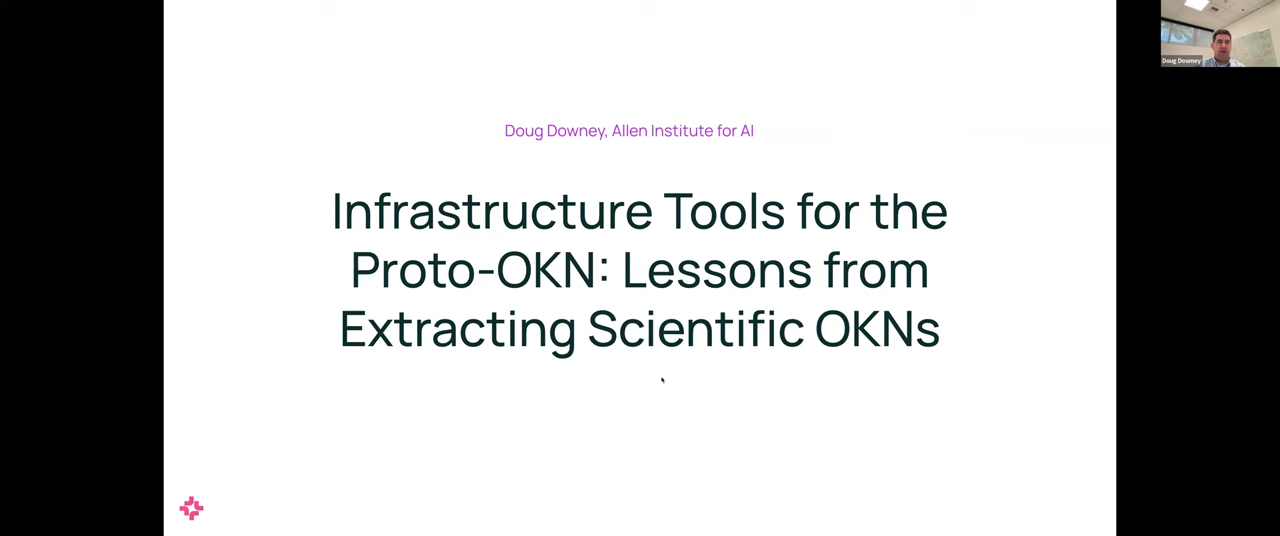 Doug Downey, Allen Institute for AI
Infrastructure Tools for the
Proto-OKN: Lessons from
Extracting Scientific OKNs
Doug Downey